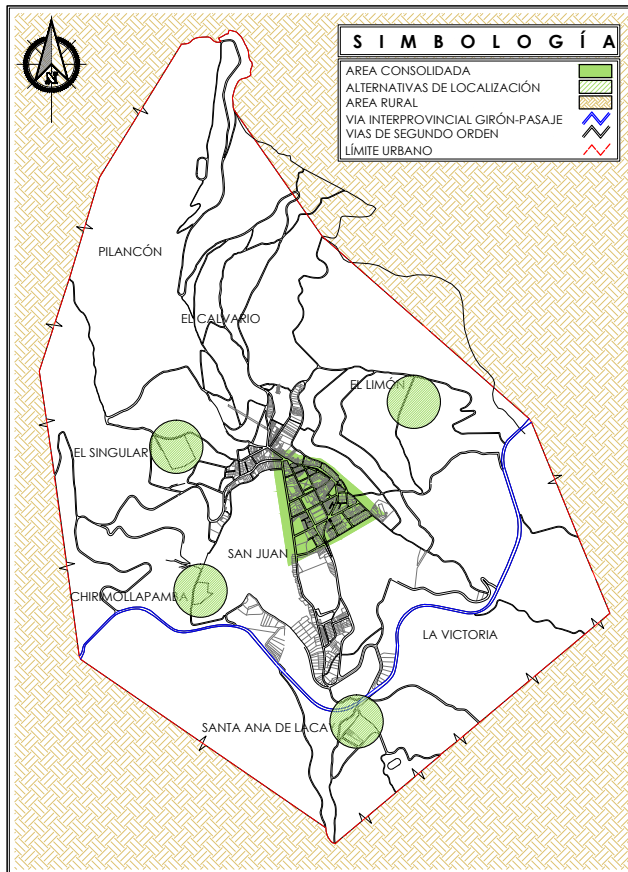 S I M B O L O G Í A
AREA CONSOLIDADA
ALTERNATIVAS DE LOCALIZACIÓN
AREA RURAL
VIA INTERPROVINCIAL GIRÓN-PASAJE
VIAS DE SEGUNDO ORDEN
LÍMITE URBANO
N
PILANCÓN
EL CALVARIO
EL LIMÓN
EL SINGULAR
SAN JUAN
CHIRIMOLLAPAMBA
LA VICTORIA
SANTA ANA DE LACAY